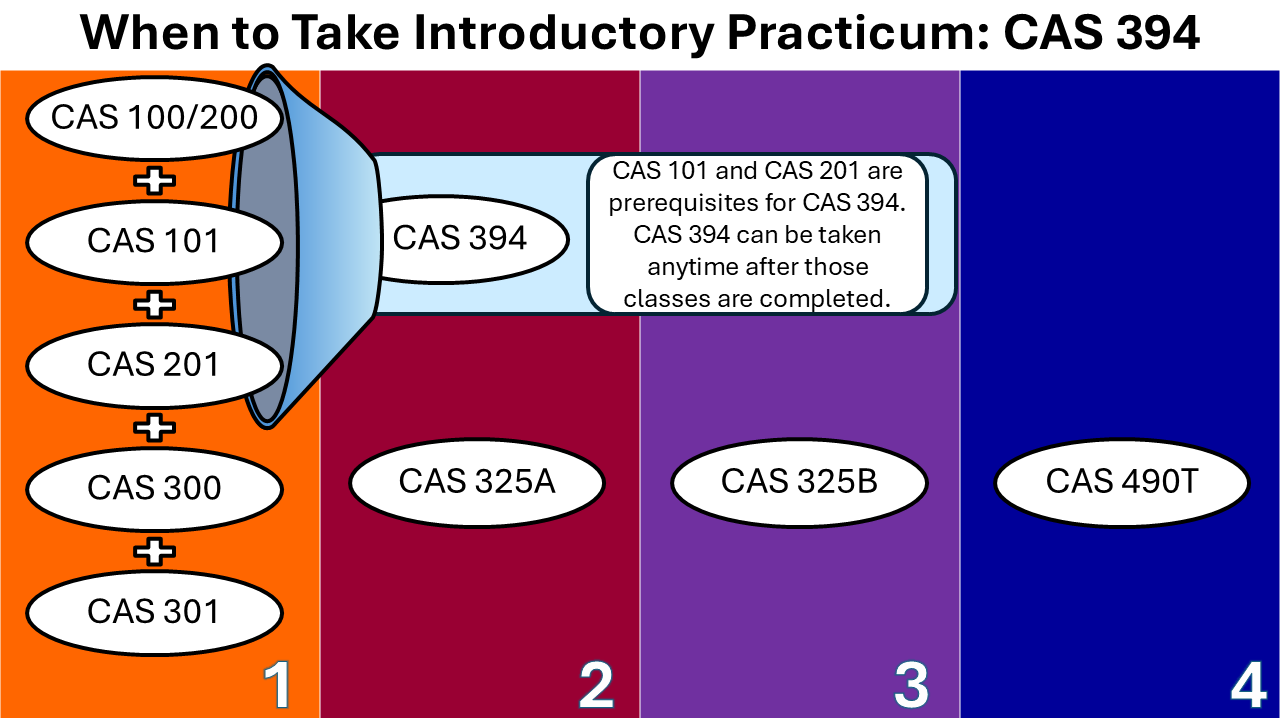 When to Take Introductory Practicum: CAS 394
CAS 100/200
+
CAS 101
+
CAS 201
+
CAS 300
+
CAS 301
1
CAS 394
CAS 101 and CAS 201 are
prerequisites for CAS 394.
CAS 394 can be taken
anytime after those
classes are completed.
CAS 325A
2
CAS 325B
3
CAS 490T
4